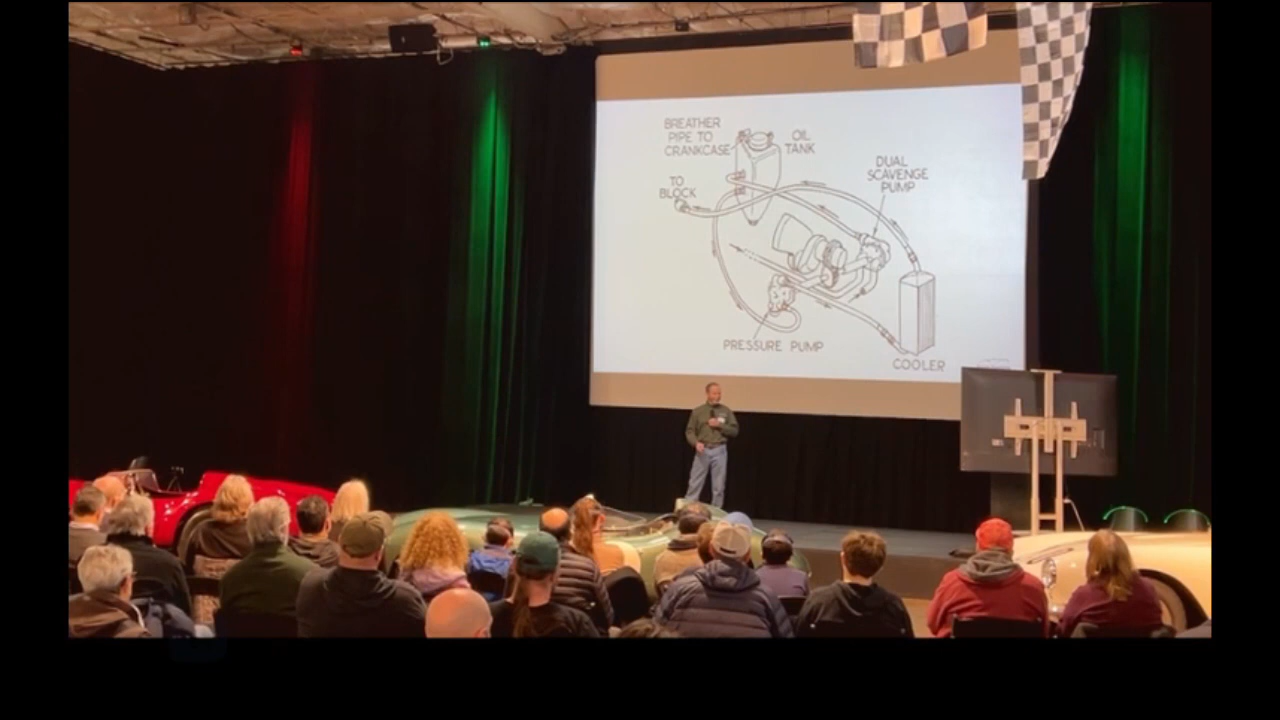 BREATHER
PIPE TO
CRANKCASE
OIL
TANK
TO
BLOCK
DUAL
SCAVENGE
PUMP
PRESSURE PUMP
COOLER